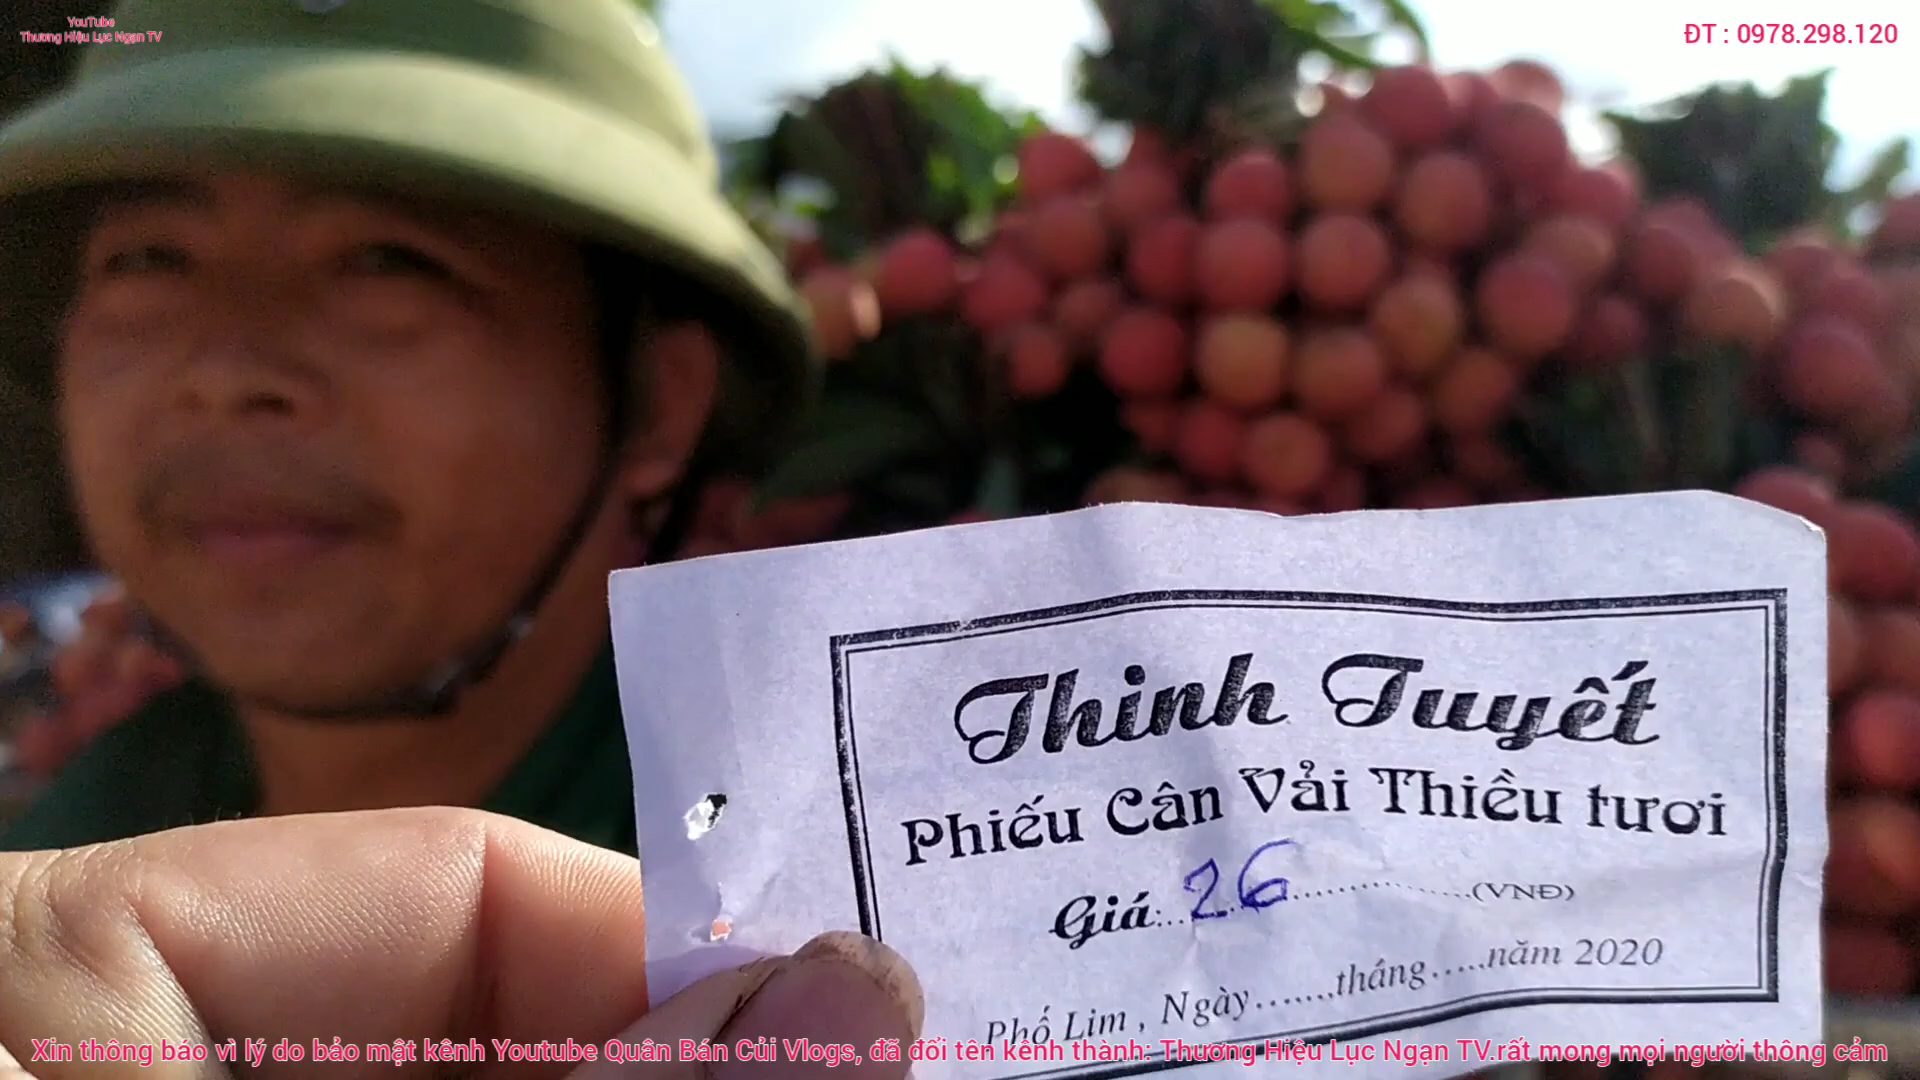 YouTube
Thương Hiệu Lục Ngạn TV
ĐT : 0978.298.120
Thinh Tuyết
Phiếu Cân Vải Thiều tươi
Giá:..26...............(VNĐ)
Phố Lim , Ngày.......tháng.....năm 2020
Xin thông báo vì lý do bảo mật kênh Youtube Quân Bán Củi Vlogs, đã đổi tên kênh thành: Thương Hiệu Lục Ngạn TV.rất mong mọi người thông cảm